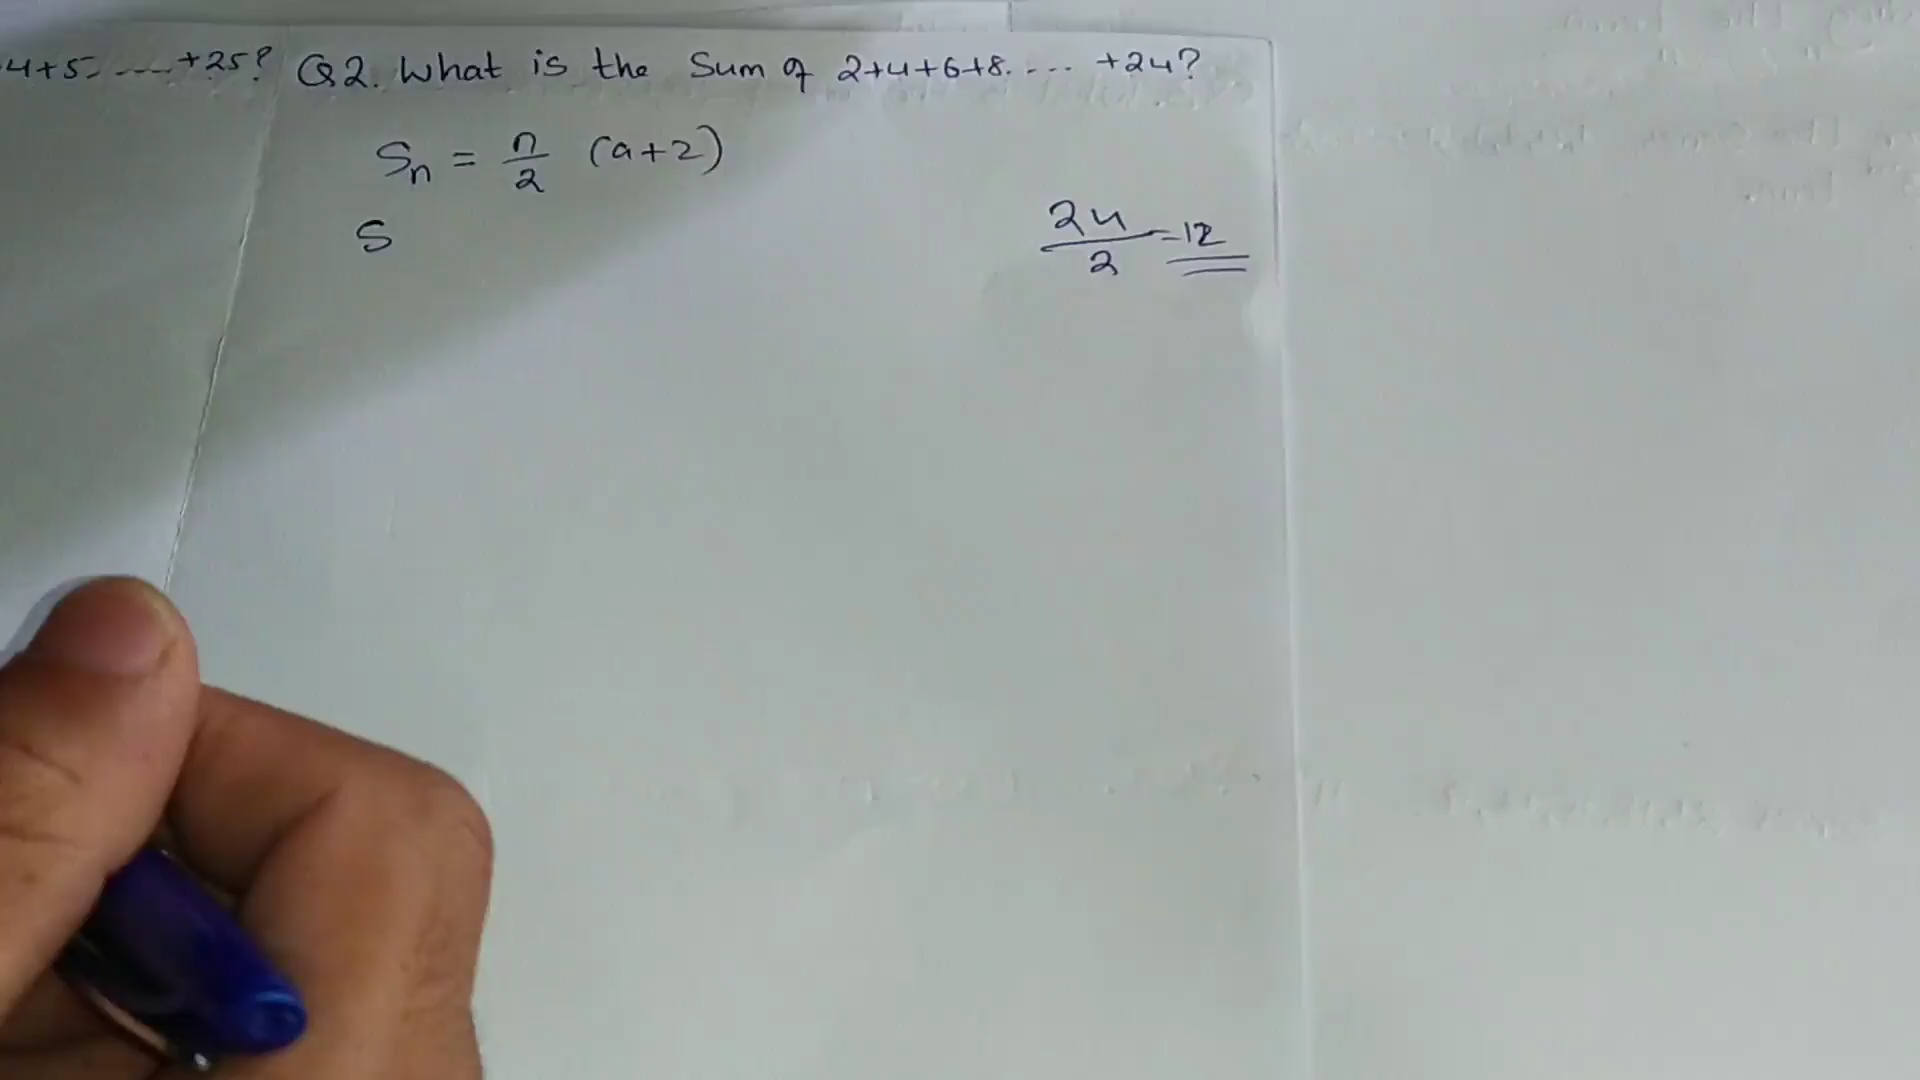 4+5-....+25? Q2. What is the Sum of 2+4+6+8.... +24?
Sn = n/2 (a+2)
S
24/2 = 12